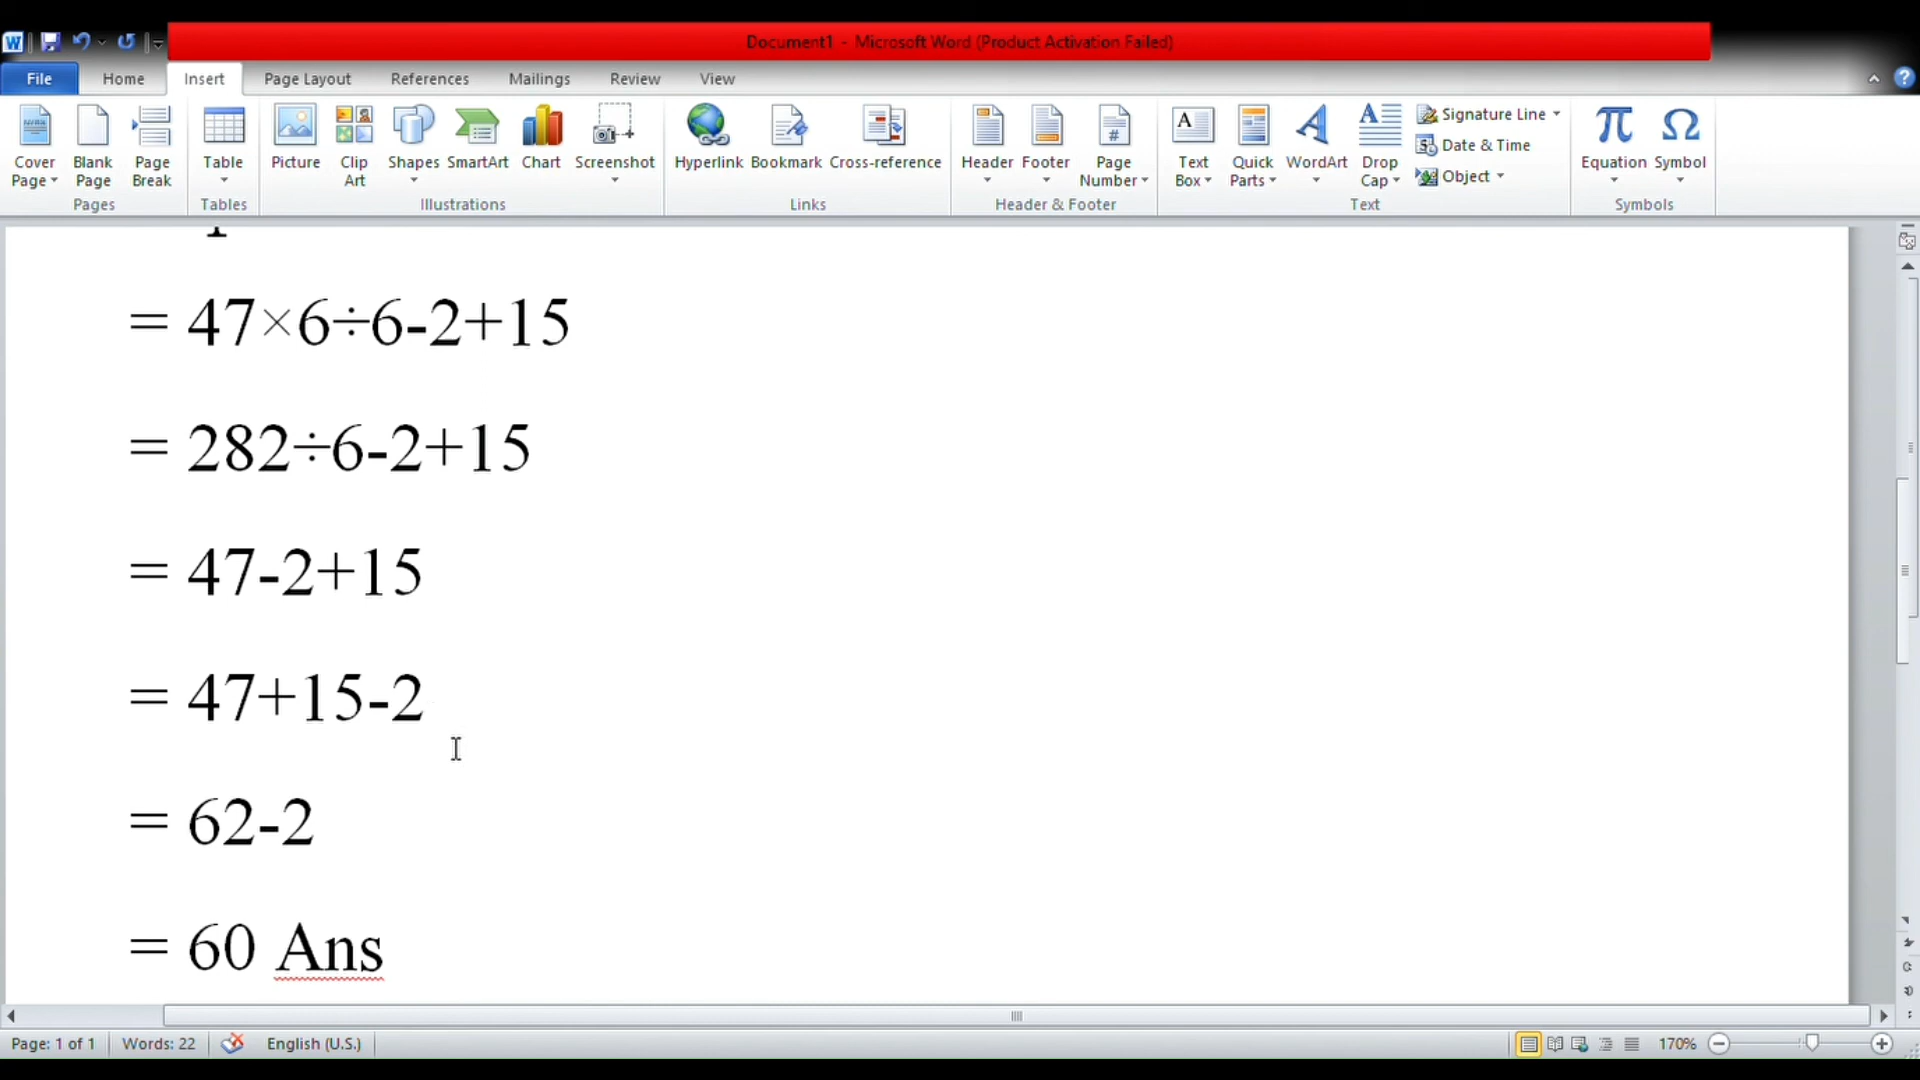 Document1 - Microsoft Word (Product Activation Failed)
File Home Insert Page Layout References Mailings Review View
Cover Page
Blank Page
Page Break
Table
Picture
Clip Art
Shapes
SmartArt
Chart
Screenshot
Hyperlink
Bookmark
Cross-reference
Header
Footer
Page Number
Text Box
Quick Parts
WordArt
Drop Cap
Signature Line
Date & Time
Object
Equation
Symbol
Pages Tables Illustrations Links Header & Footer Text Symbols
= 47×6÷6-2+15
= 282÷6-2+15
= 47-2+15
= 47+15-2
= 62-2
= 60 Ans
Page: 1 of 1 Words: 22 English (U.S.) 170%